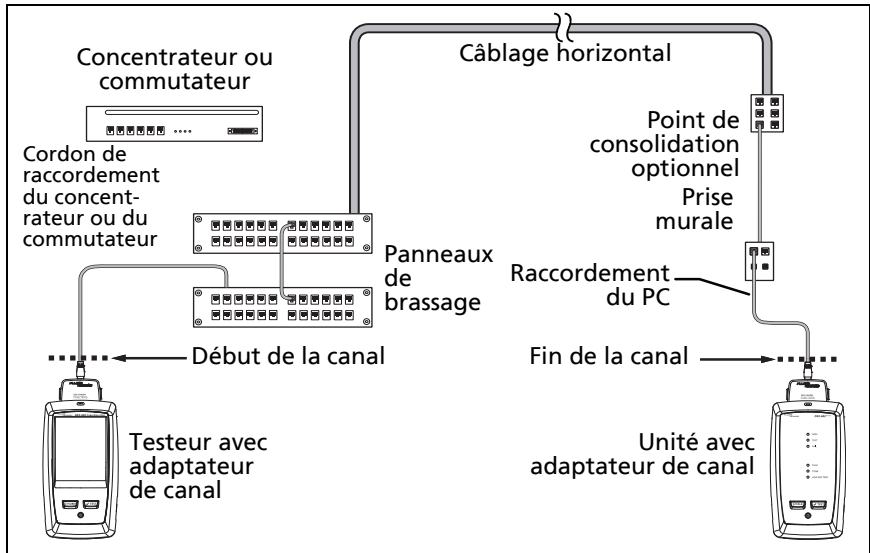 Concentrateur ou
commutateur
Câblage horizontal
Cordon de
raccordement
du concent-
rateur ou du
commutateur
Point de
consolidation
optionnel
Prise
murale
Panneaux
de
brassage
Raccordement
du PC
Début de la canal
Fin de la canal
Testeur avec
adaptateur
de canal
Unité avec
adaptateur de canal